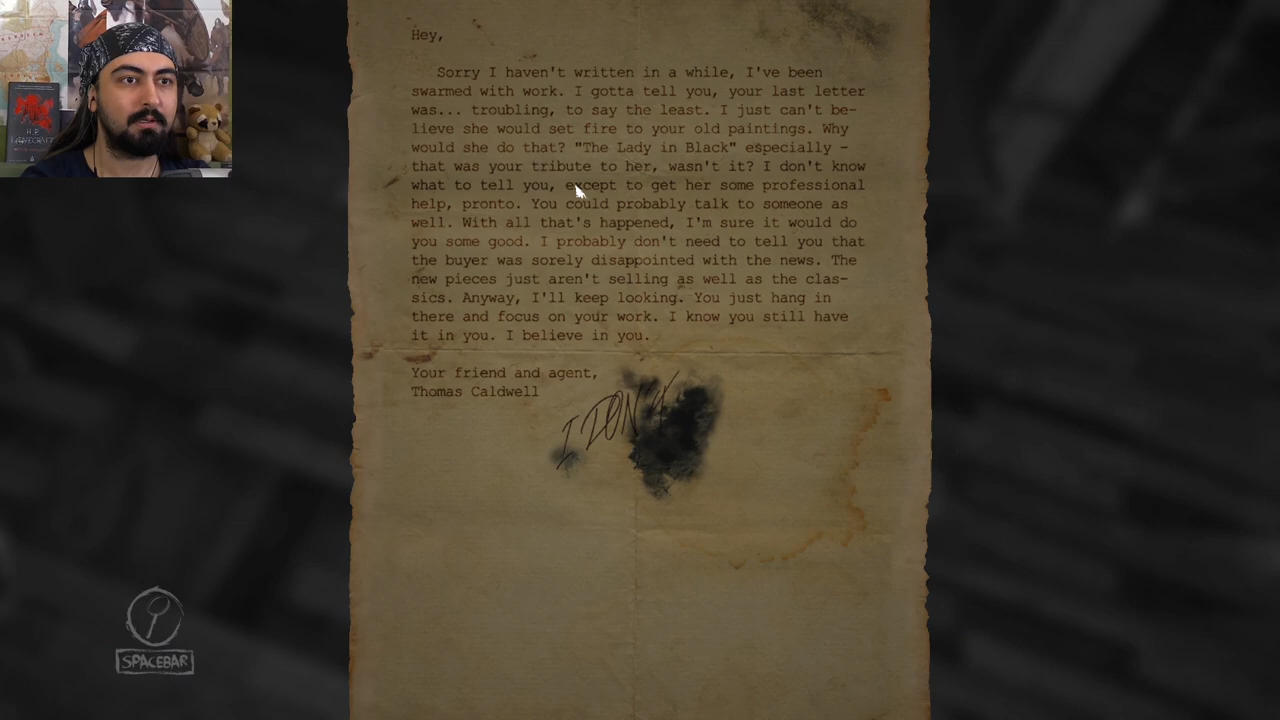 Hey,
Sorry I haven't written in a while, I've been
swarmed with work. I gotta tell you, your last letter
was... troubling, to say the least. I just can't be-
lieve she would set fire to your old paintings. Why
would she do that? "The Lady in Black" especially -
that was your tribute to her, wasn't it? I don't know
what to tell you, except to get her some professional
help, pronto. You could probably talk to someone as
well. With all that's happened, I'm sure it would do
you some good. I probably don't need to tell you that
the buyer was sorely disappointed with the news. The
new pieces just aren't selling as well as the clas-
sics. Anyway, I'll keep looking. You just hang in
there and focus on your work. I know you still have
it in you. I believe in you.
Your friend and agent,
Thomas Caldwell
I DON'T
H.P.
LOVECRAFT
SPACEBAR